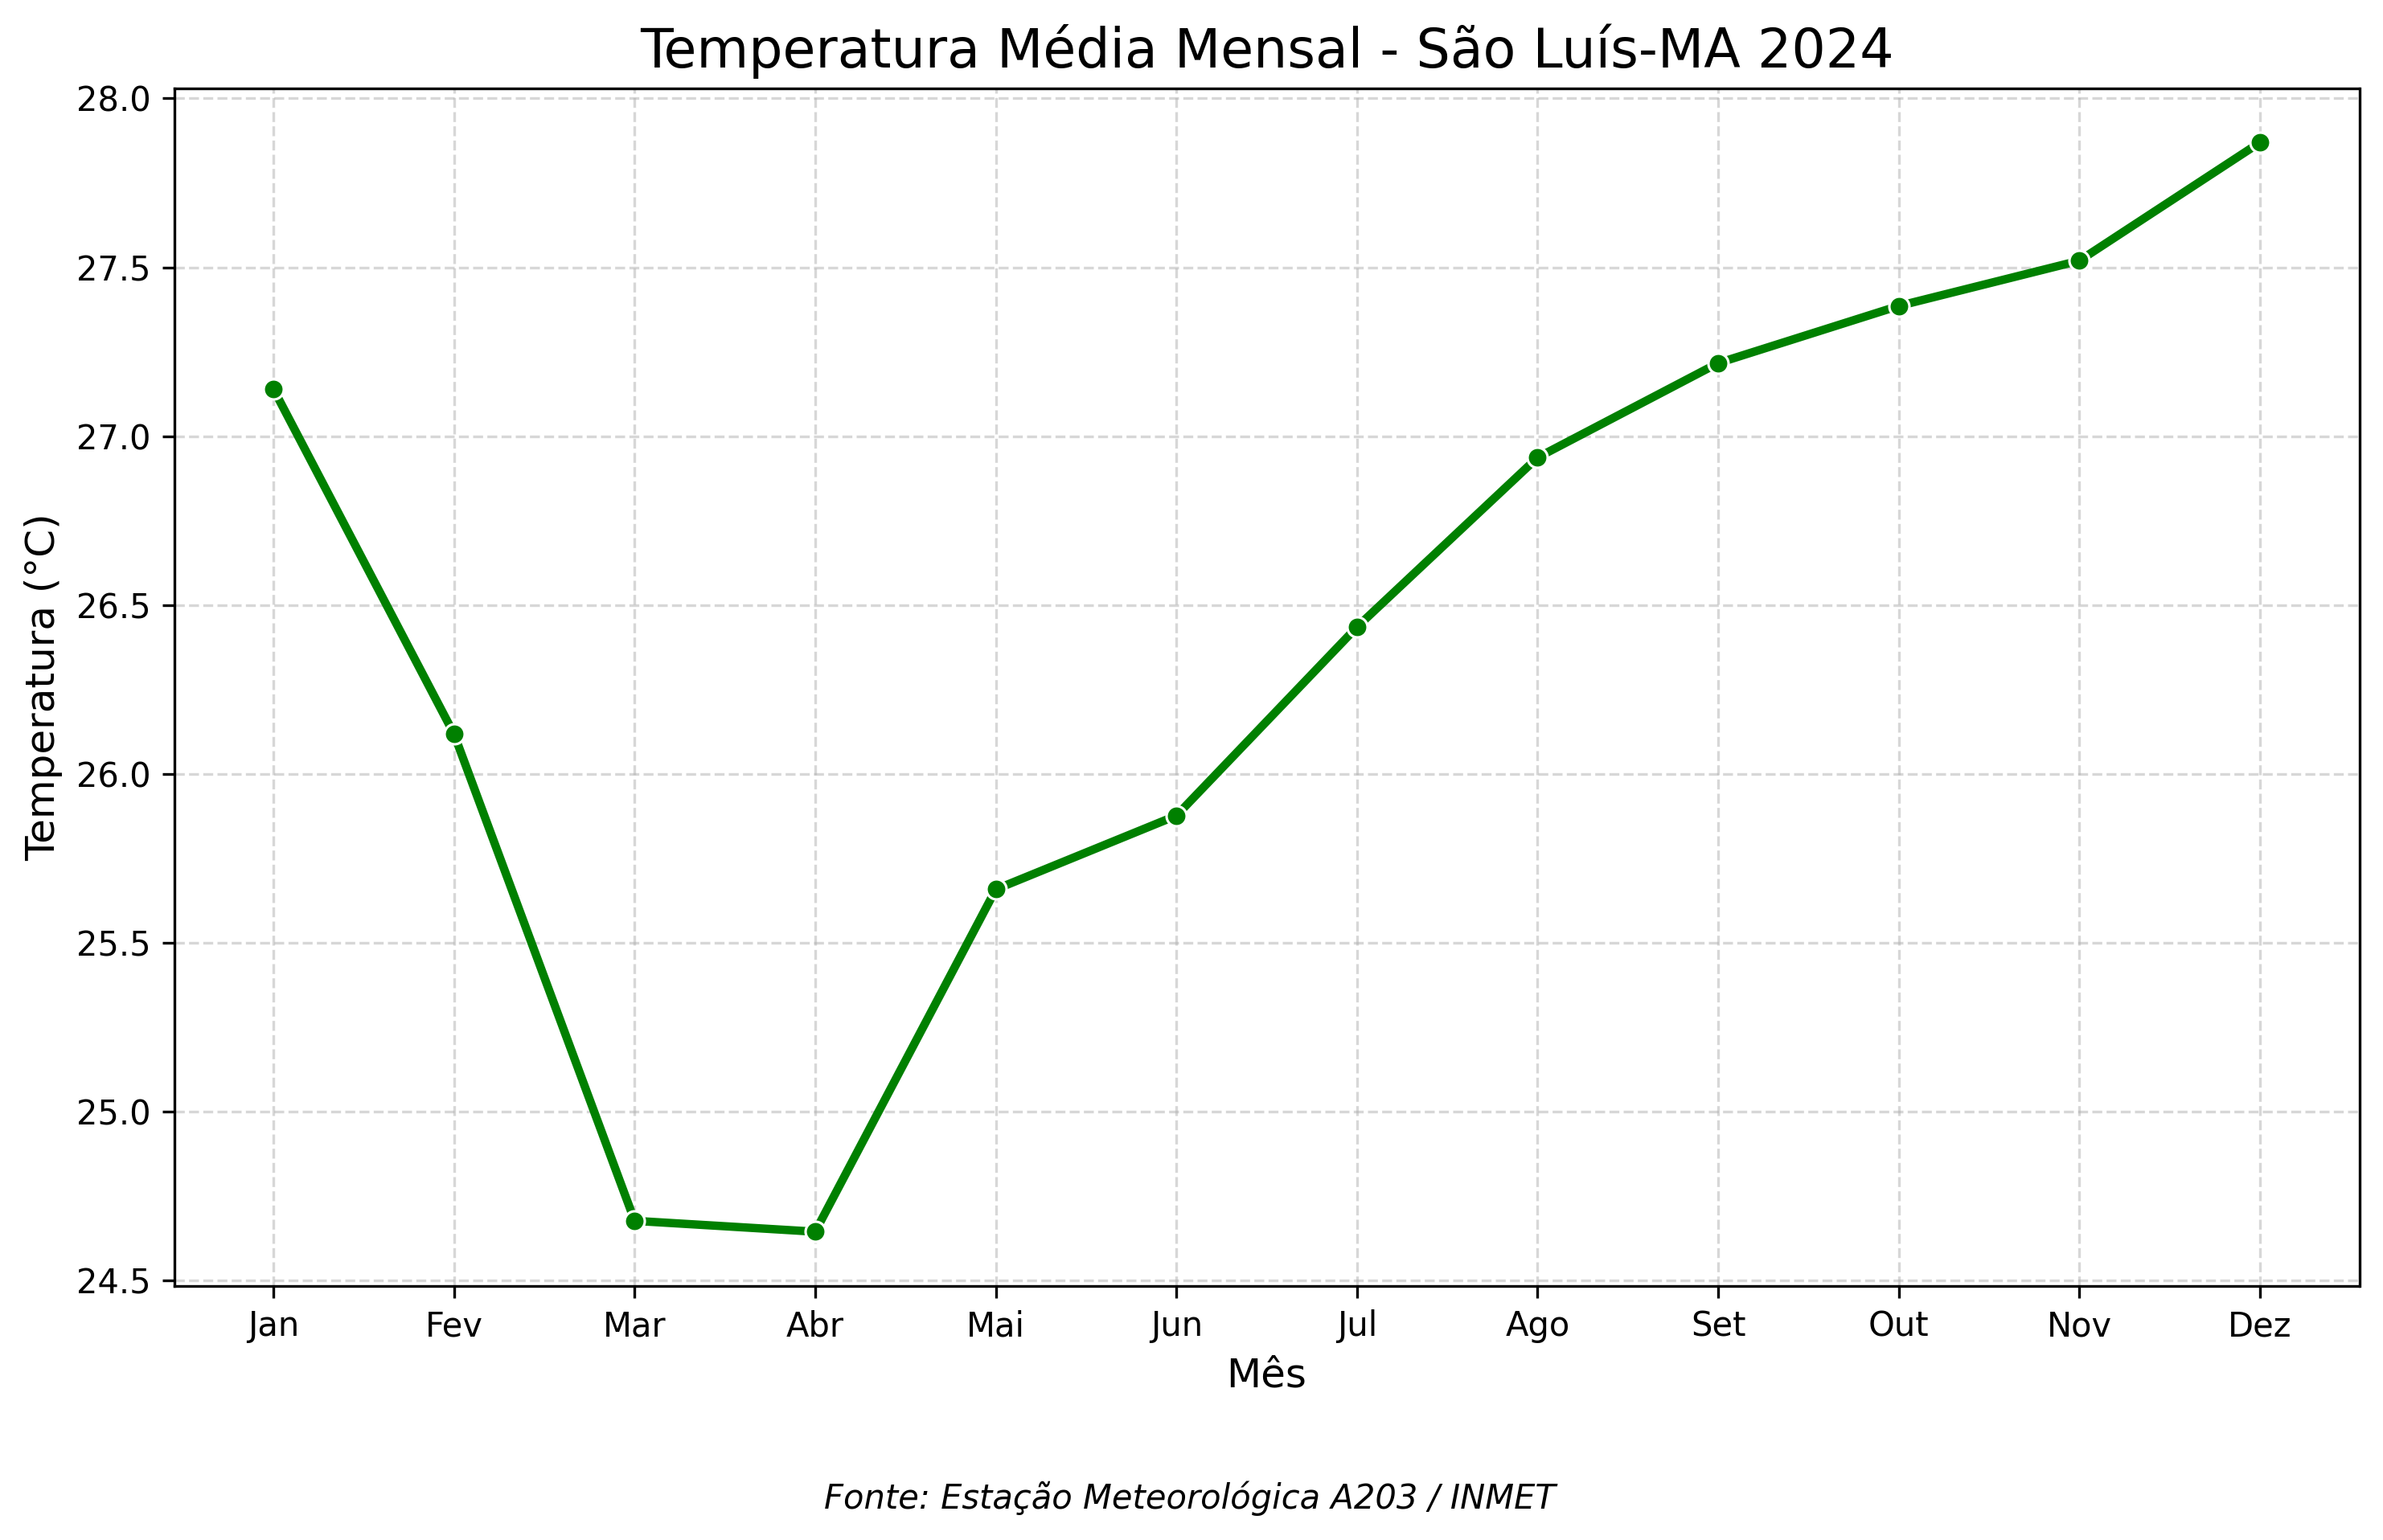 Temperatura Média Mensal - São Luís-MA 2024
28.0
27.5
27.0
26.5
26.0
25.5
25.0
24.5
Temperatura (°C)
Jan Fev Mar Abr Mai Jun Jul Ago Set Out Nov Dez
Mês
Fonte: Estação Meteorológica A203 / INMET